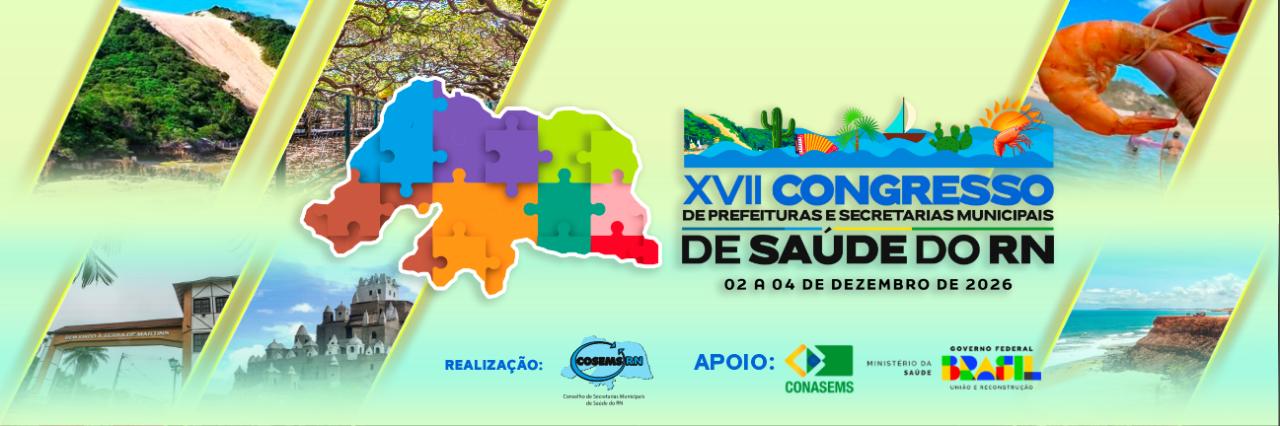 XVII CONGRESSO
DE PREFEITURAS E SECRETARIAS MUNICIPAIS
DE SAÚDE DO RN
02 A 04 DE DEZEMBRO DE 2026
REALIZAÇÃO:
COSEMS RN
Conselho de Secretarias Municipais
de Saúde do RN
APOIO:
CONASEMS
MINISTÉRIO DA
SAÚDE
GOVERNO FEDERAL
BRASIL
UNIÃO E RECONSTRUÇÃO